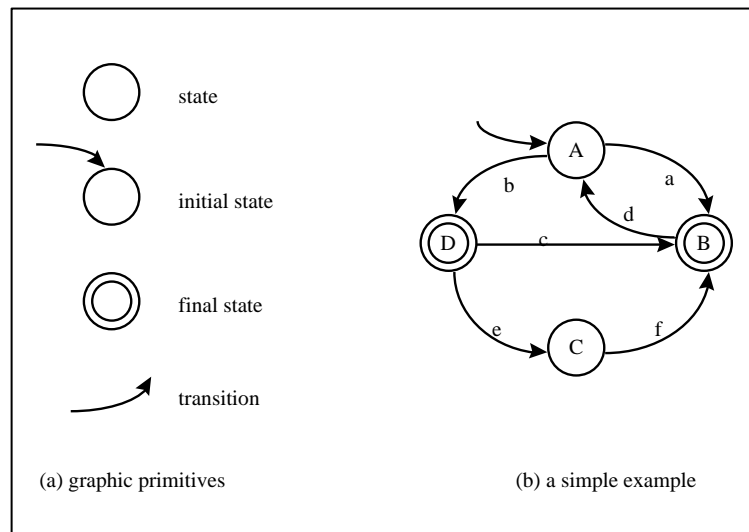 state
initial state
final state
transition
(a) graphic primitives
A
b
a
d
D
c
B
e
C
f
(b) a simple example